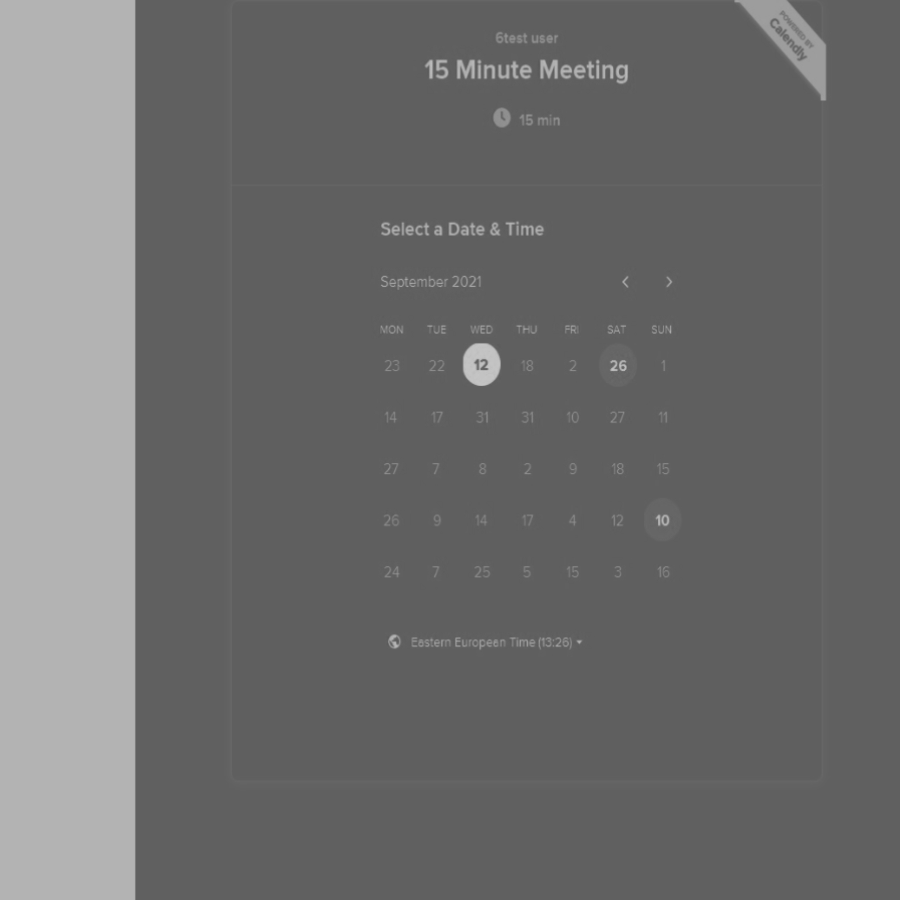 POWERED BY
Calendly
6test user
15 Minute Meeting
15 min
Select a Date & Time
September 2021
MON TUE WED THU FRI SAT SUN
23 22 12 18 2 26 1
14 17 31 31 10 27 11
27 7 8 2 9 18 15
26 9 14 17 4 12 10
24 7 25 5 15 3 16
Eastern European Time (13:26)